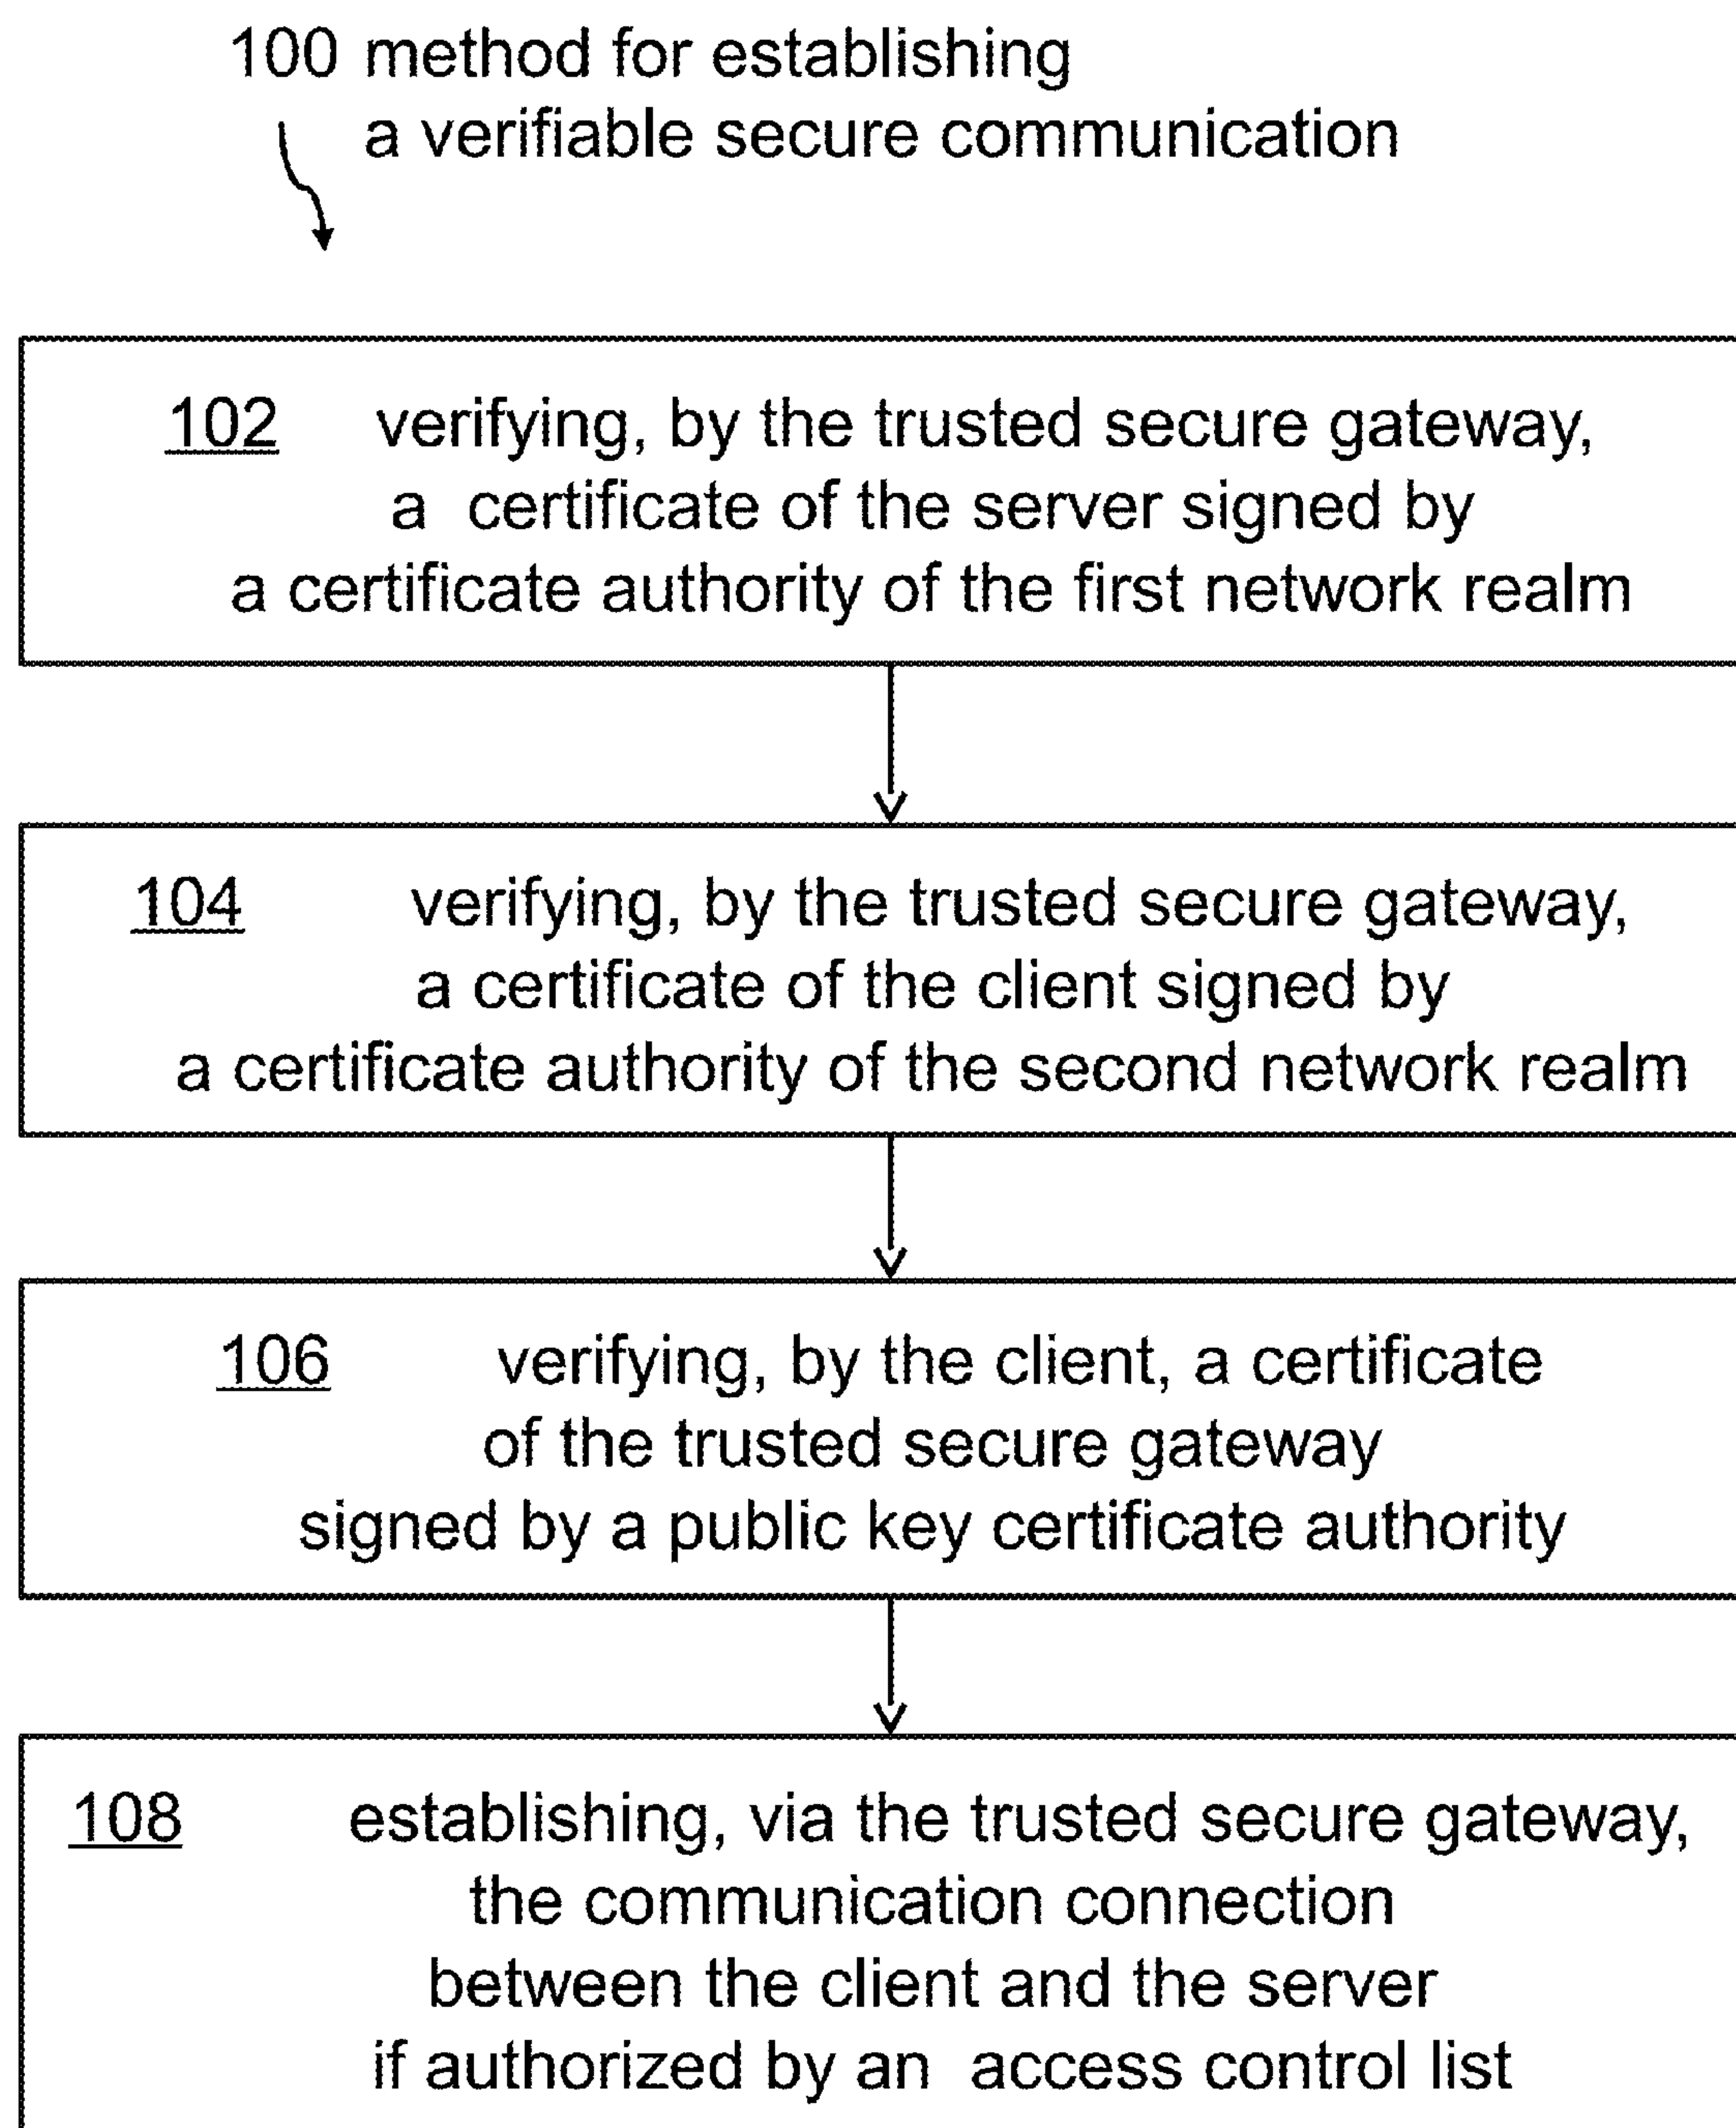 100 method for establishing
a verifiable secure communication
102 verifying, by the trusted secure gateway,
a certificate of the server signed by
a certificate authority of the first network realm
104 verifying, by the trusted secure gateway,
a certificate of the client signed by
a certificate authority of the second network realm
106 verifying, by the client, a certificate
of the trusted secure gateway
signed by a public key certificate authority
108 establishing, via the trusted secure gateway,
the communication connection
between the client and the server
if authorized by an access control list